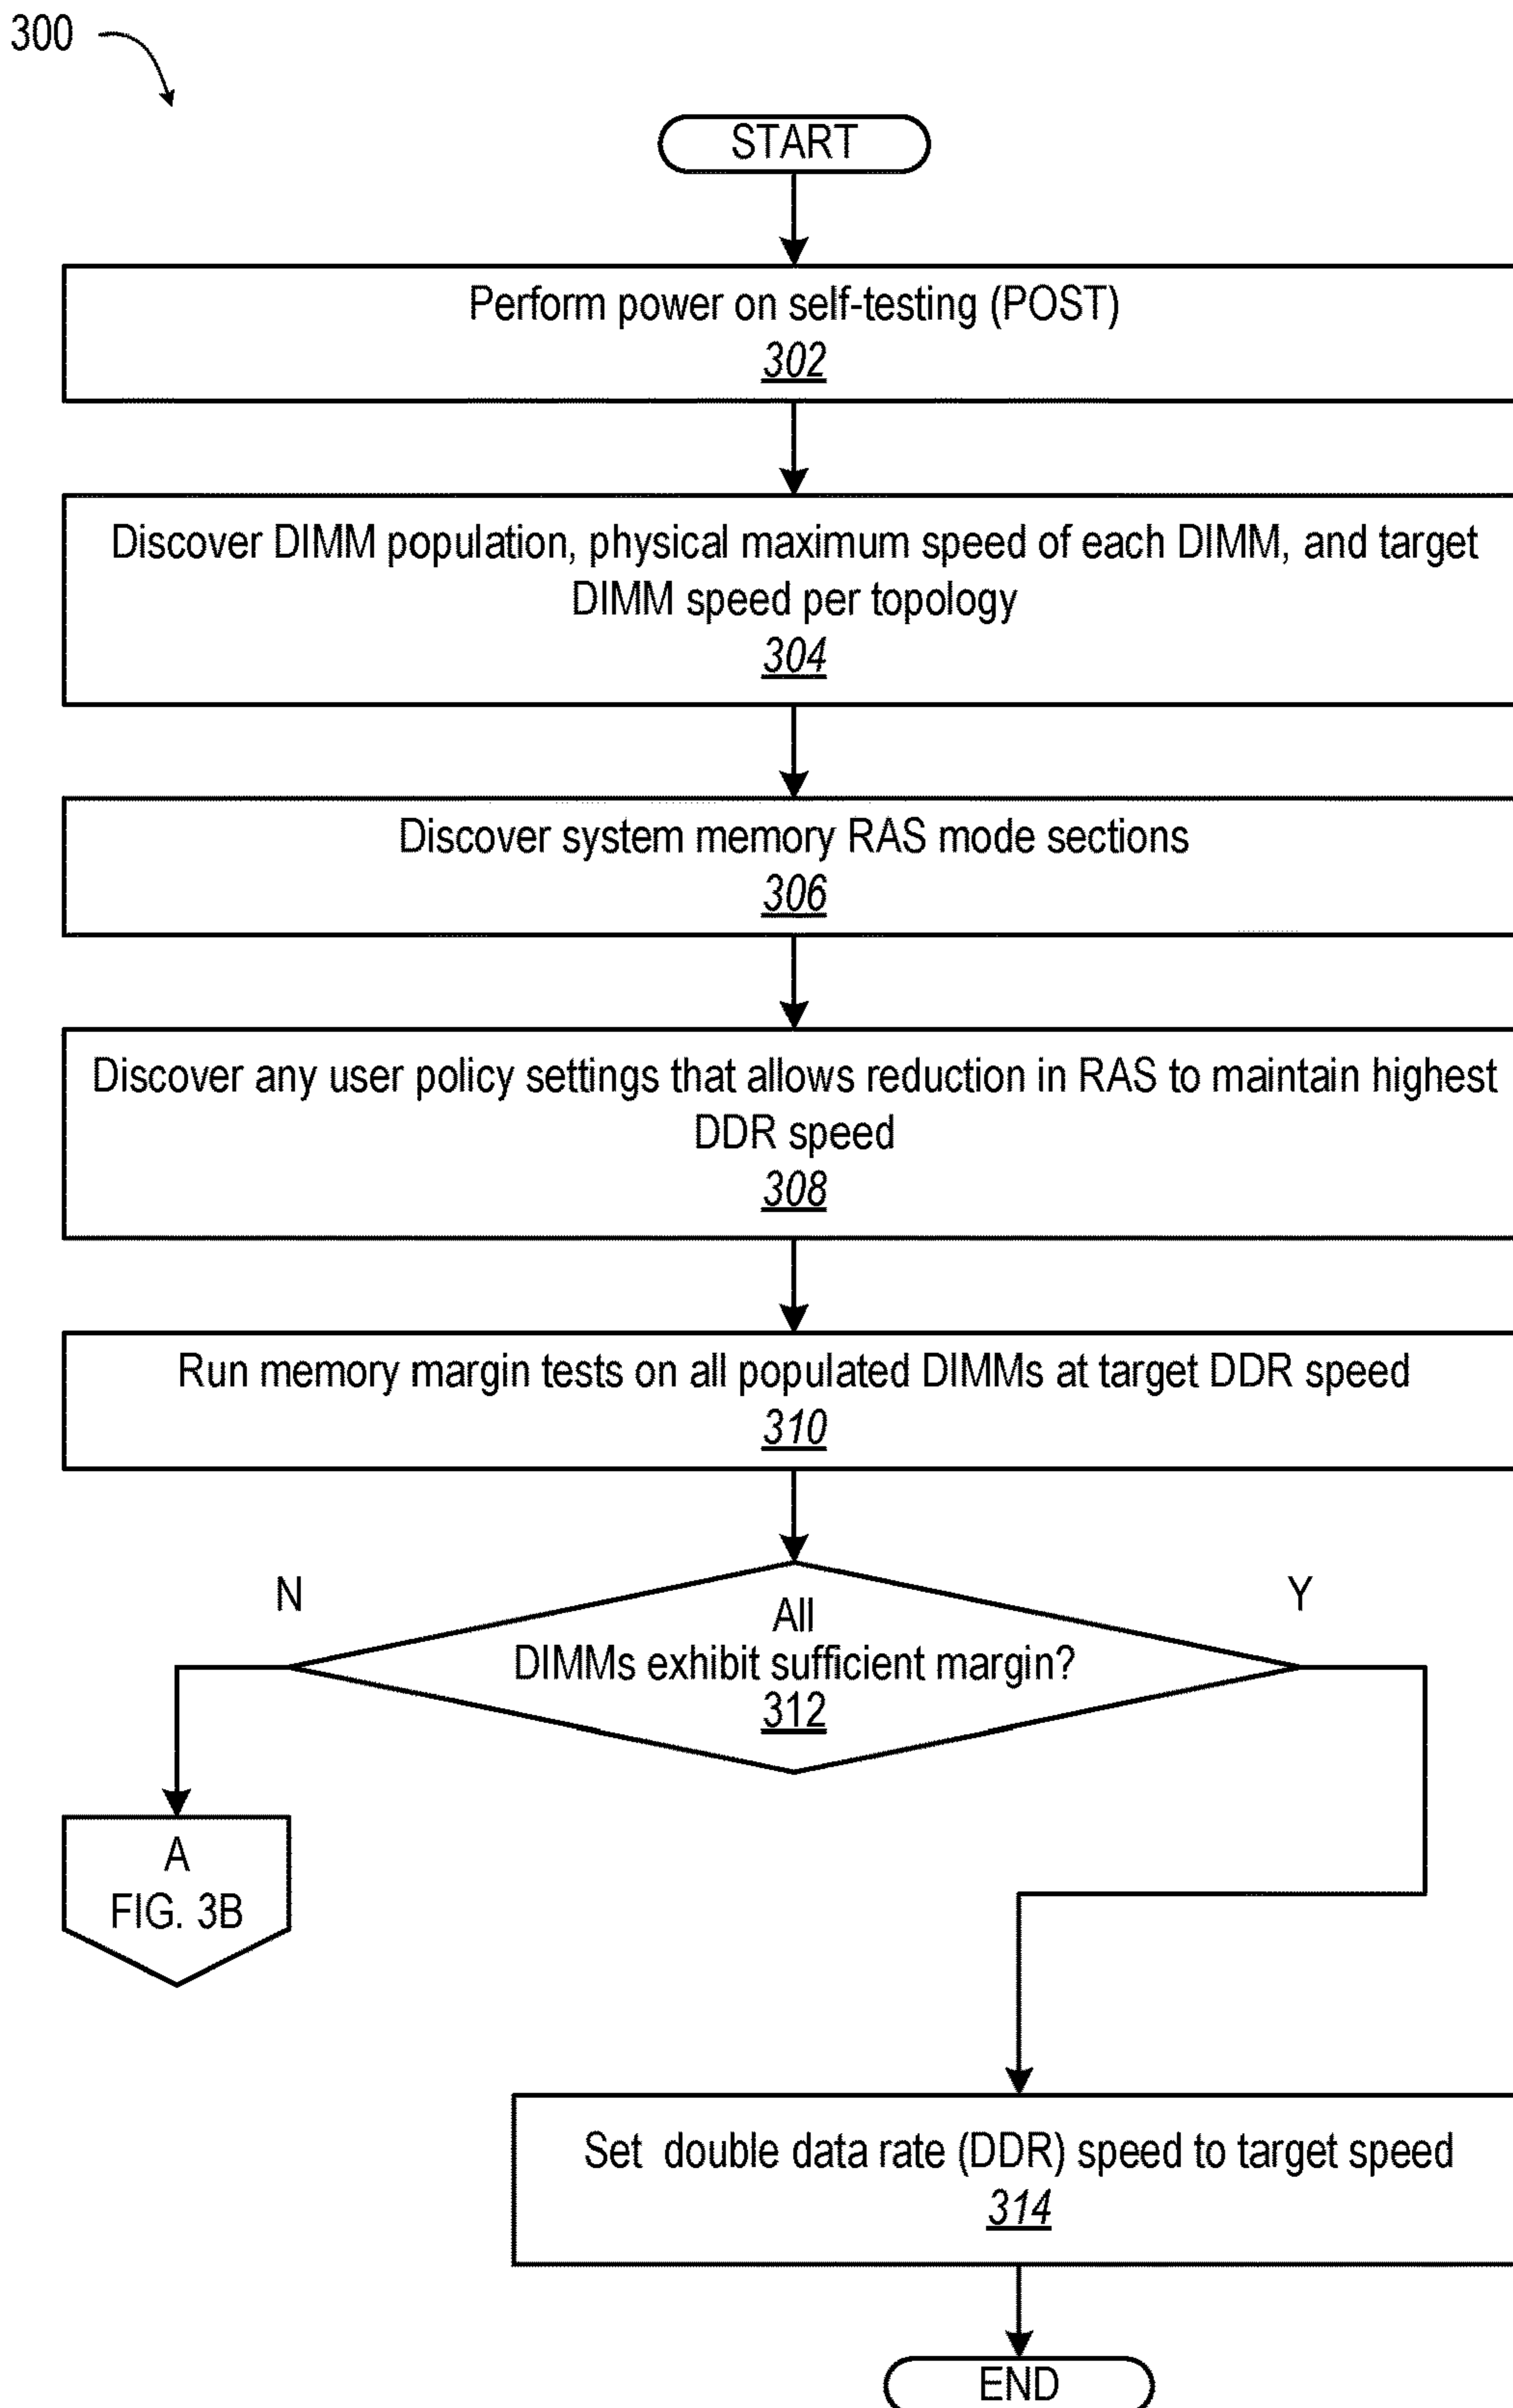 300
START
Perform power on self-testing (POST)
302
Discover DIMM population, physical maximum speed of each DIMM, and target
DIMM speed per topology
304
Discover system memory RAS mode sections
306
Discover any user policy settings that allows reduction in RAS to maintain highest
DDR speed
308
Run memory margin tests on all populated DIMMs at target DDR speed
310
N
Y
All
DIMMs exhibit sufficient margin?
312
A
FIG. 3B
Set double data rate (DDR) speed to target speed
314
END